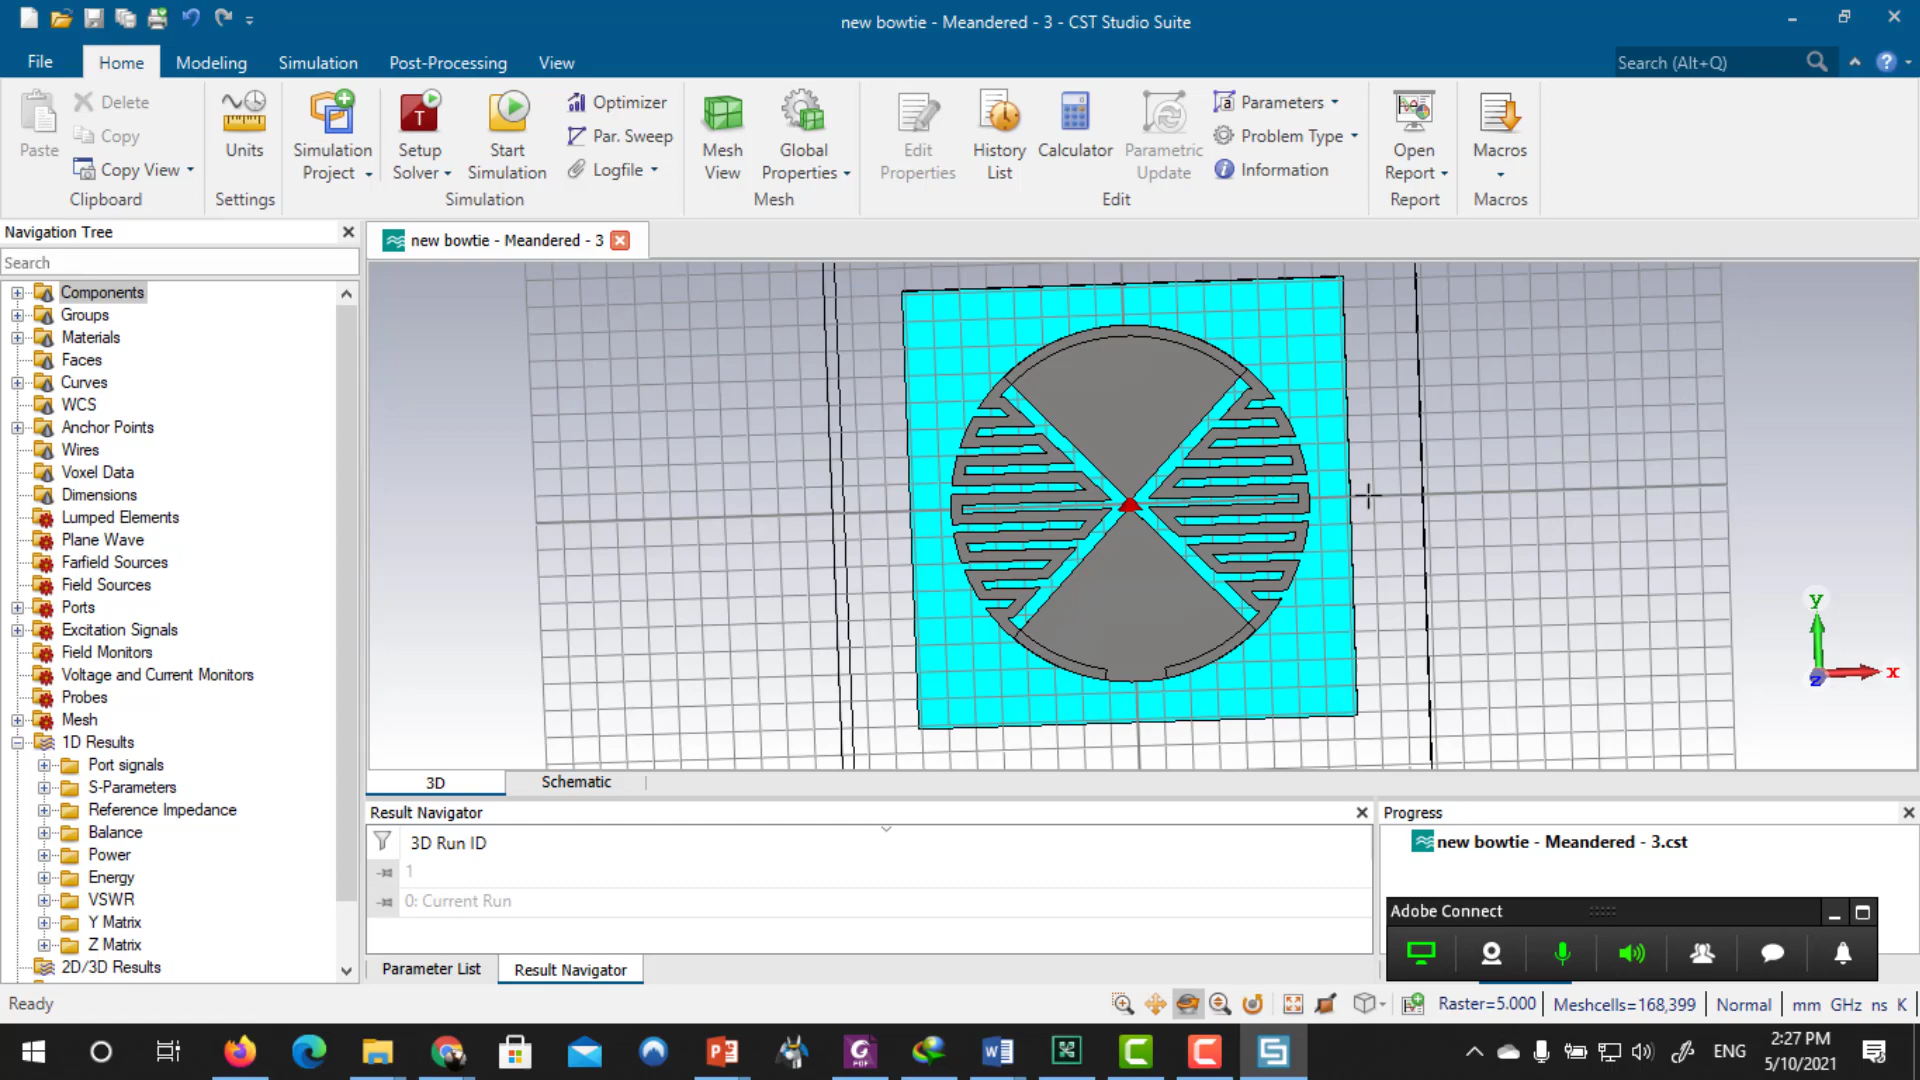 new bowtie - Meandered - 3 - CST Studio Suite
File
Home
Modeling
Simulation
Post-Processing
View
Search (Alt+Q)
Paste
Delete
Copy
Copy View
Clipboard
Units
Settings
Simulation Project
Setup Solver
Start Simulation
Optimizer
Par. Sweep
Logfile
Simulation
Mesh View
Global Properties
Mesh
Edit Properties
History List
Calculator
Parametric Update
Parameters
Problem Type
Information
Edit
Open Report
Report
Macros
Macros
Navigation Tree
Search
new bowtie - Meandered - 3
Components
Groups
Materials
Faces
Curves
WCS
Anchor Points
Wires
Voxel Data
Dimensions
Lumped Elements
Plane Wave
Farfield Sources
Field Sources
Ports
Excitation Signals
Field Monitors
Voltage and Current Monitors
Probes
Mesh
1D Results
Port signals
S-Parameters
Reference Impedance
Balance
Power
Energy
VSWR
Y Matrix
Z Matrix
2D/3D Results
y
x
z
3D
Schematic
Result Navigator
3D Run ID
1
0: Current Run
Parameter List
Result Navigator
Progress
new bowtie - Meandered - 3.cst
Adobe Connect
Ready
Raster=5.000
Meshcells=168,399
Normal
mm GHz ns K
ENG
2:27 PM
5/10/2021